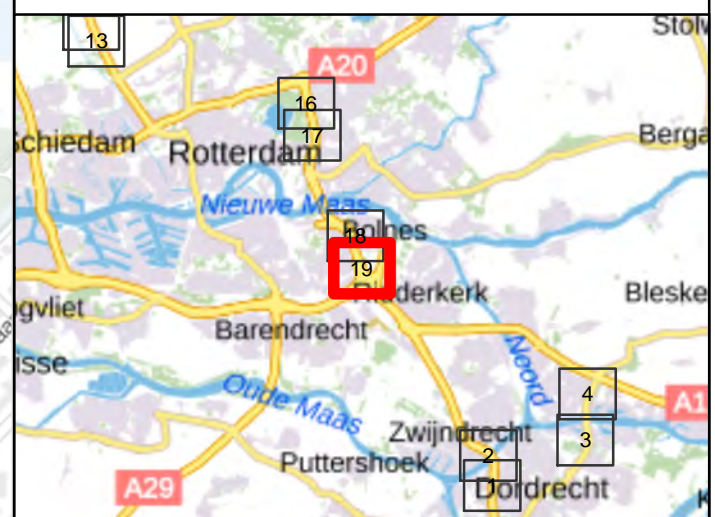 13
Stolw
A20
16
17
Schiedam
Rotterdam
Berga
Nieuwe Maas
18
Bolnes
19
Ridderkerk
ogvliet
Bleske
Barendrecht
isse
Noord
Oude Maas
4
A1
Zwijndrecht
3
2
Puttershoek
1
Dordrecht
A29
K